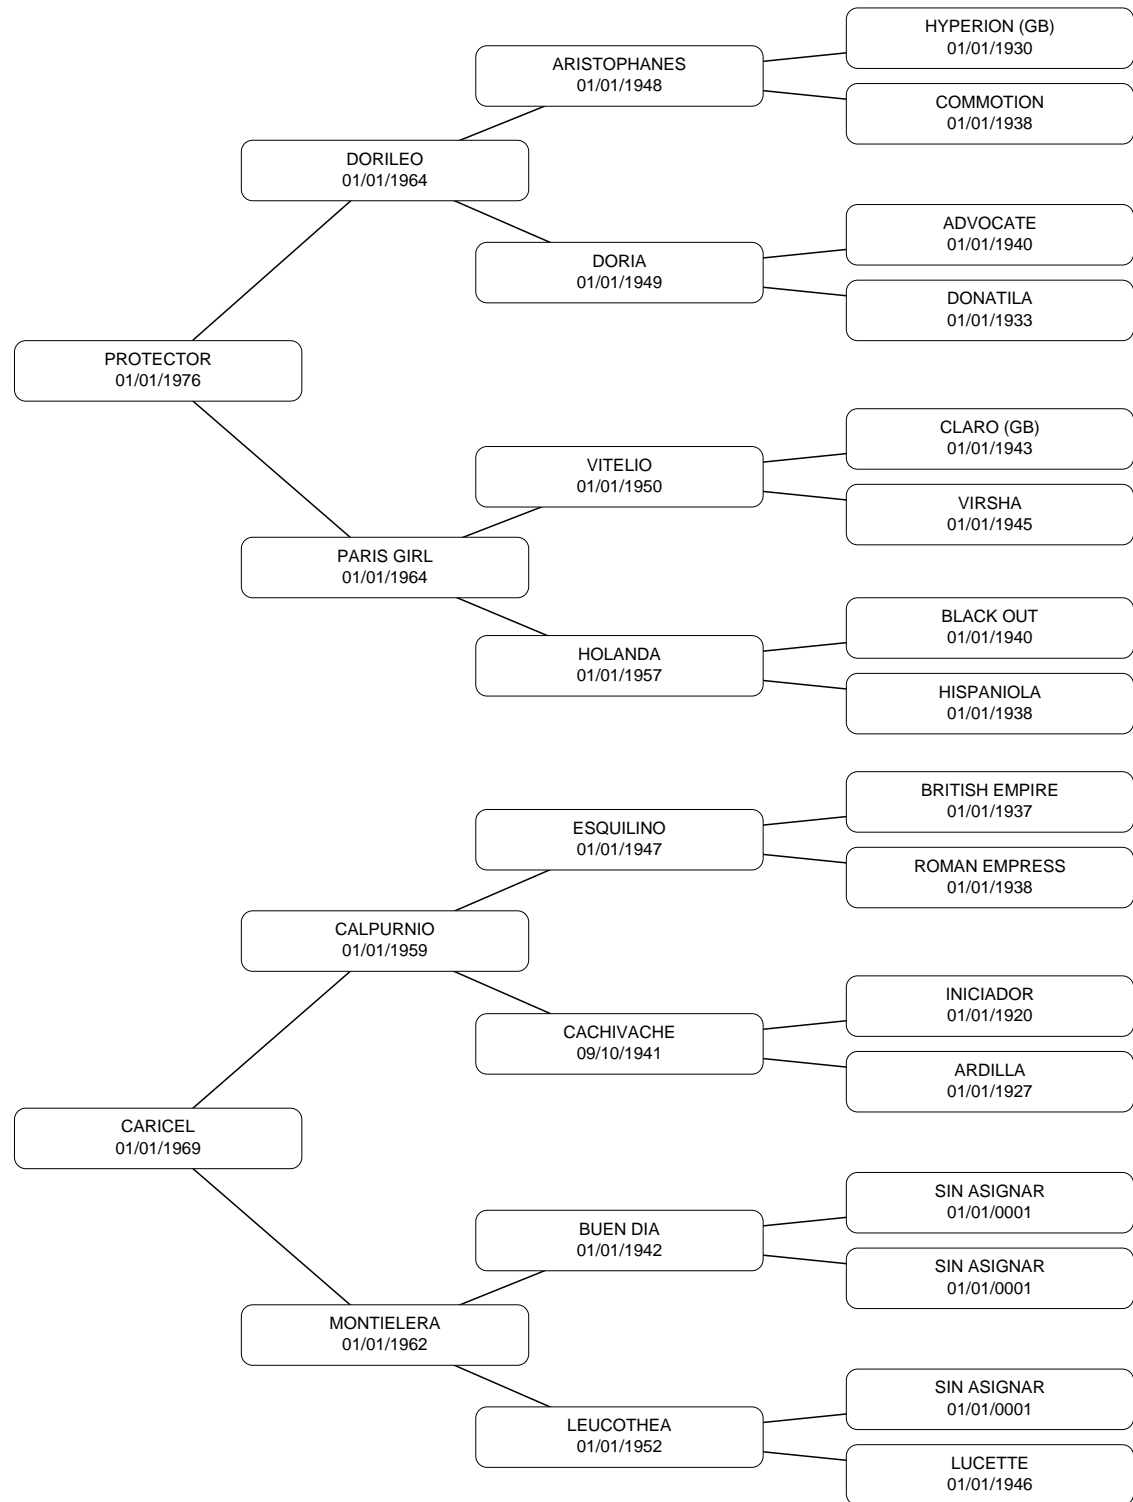 HYPERION (GB)
01/01/1930
ARISTOPHANES
01/01/1948
COMMOTION
01/01/1938
DORILEO
01/01/1964
ADVOCATE
01/01/1940
DORIA
01/01/1949
DONATILA
01/01/1933
PROTECTOR
01/01/1976
CLARO (GB)
01/01/1943
VITELIO
01/01/1950
VIRSHA
01/01/1945
PARIS GIRL
01/01/1964
BLACK OUT
01/01/1940
HOLANDA
01/01/1957
HISPANIOLA
01/01/1938
BRITISH EMPIRE
01/01/1937
ESQUILINO
01/01/1947
ROMAN EMPRESS
01/01/1938
CALPURNIO
01/01/1959
INICIADOR
01/01/1920
CACHIVACHE
09/10/1941
ARDILLA
01/01/1927
CARICEL
01/01/1969
SIN ASIGNAR
01/01/0001
BUEN DIA
01/01/1942
SIN ASIGNAR
01/01/0001
MONTIELERA
01/01/1962
SIN ASIGNAR
01/01/0001
LEUCOTHEA
01/01/1952
LUCETTE
01/01/1946